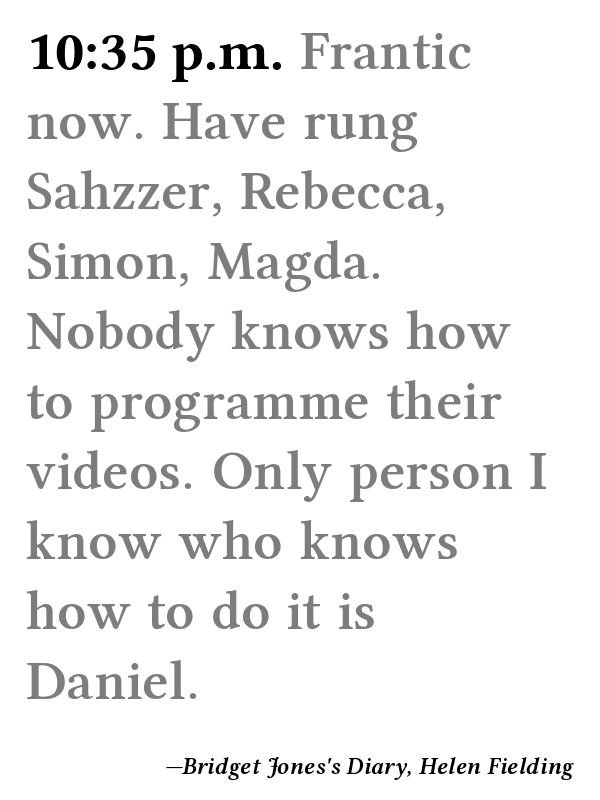 10:35 p.m. Frantic
now. Have rung
Sahzzer, Rebecca,
Simon, Magda.
Nobody knows how
to programme their
videos. Only person I
know who knows
how to do it is
Daniel.
—Bridget Jones's Diary, Helen Fielding